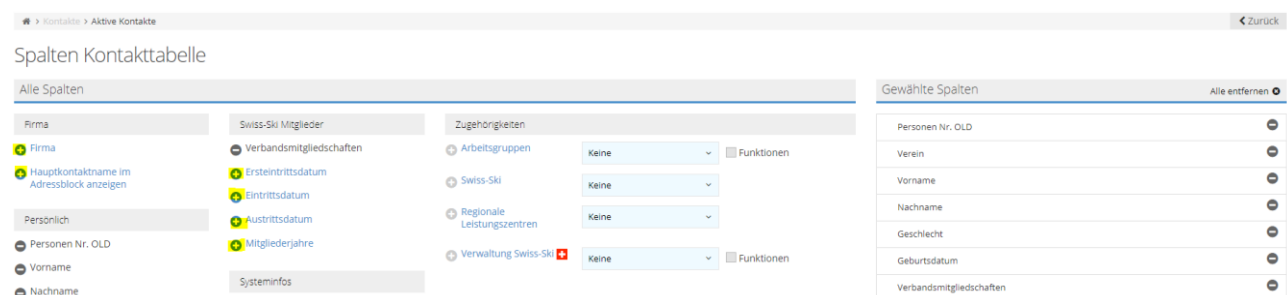 > Kontakte > Aktive Kontakte
Zurück
Spalten Kontakttabelle
Alle Spalten
Firma
Firma
Hauptkontaktname im
Adressblock anzeigen
Persönlich
Personen Nr. OLD
Vorname
Nachname
Swiss-Ski Mitglieder
Verbandsmitgliedschaften
Ersteintrittsdatum
Eintrittsdatum
Austrittsdatum
Mitgliederjahre
Systeminfos
Zugehörigkeiten
Arbeitsgruppen Keine Funktionen
Swiss-Ski Keine
Regionale
Leistungszentren Keine
Verwaltung Swiss-Ski Keine Funktionen
Gewählte Spalten Alle entfernen
Personen Nr. OLD
Verein
Vorname
Nachname
Geschlecht
Geburtsdatum
Verbandsmitgliedschaften